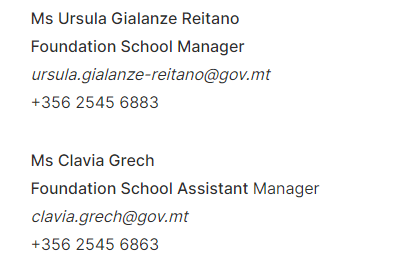 Ms Ursula Gialanze Reitano
Foundation School Manager
ursula.gialanze-reitano@gov.mt
+356 2545 6883
Ms Clavia Grech
Foundation School Assistant Manager
clavia.grech@gov.mt
+356 2545 6863